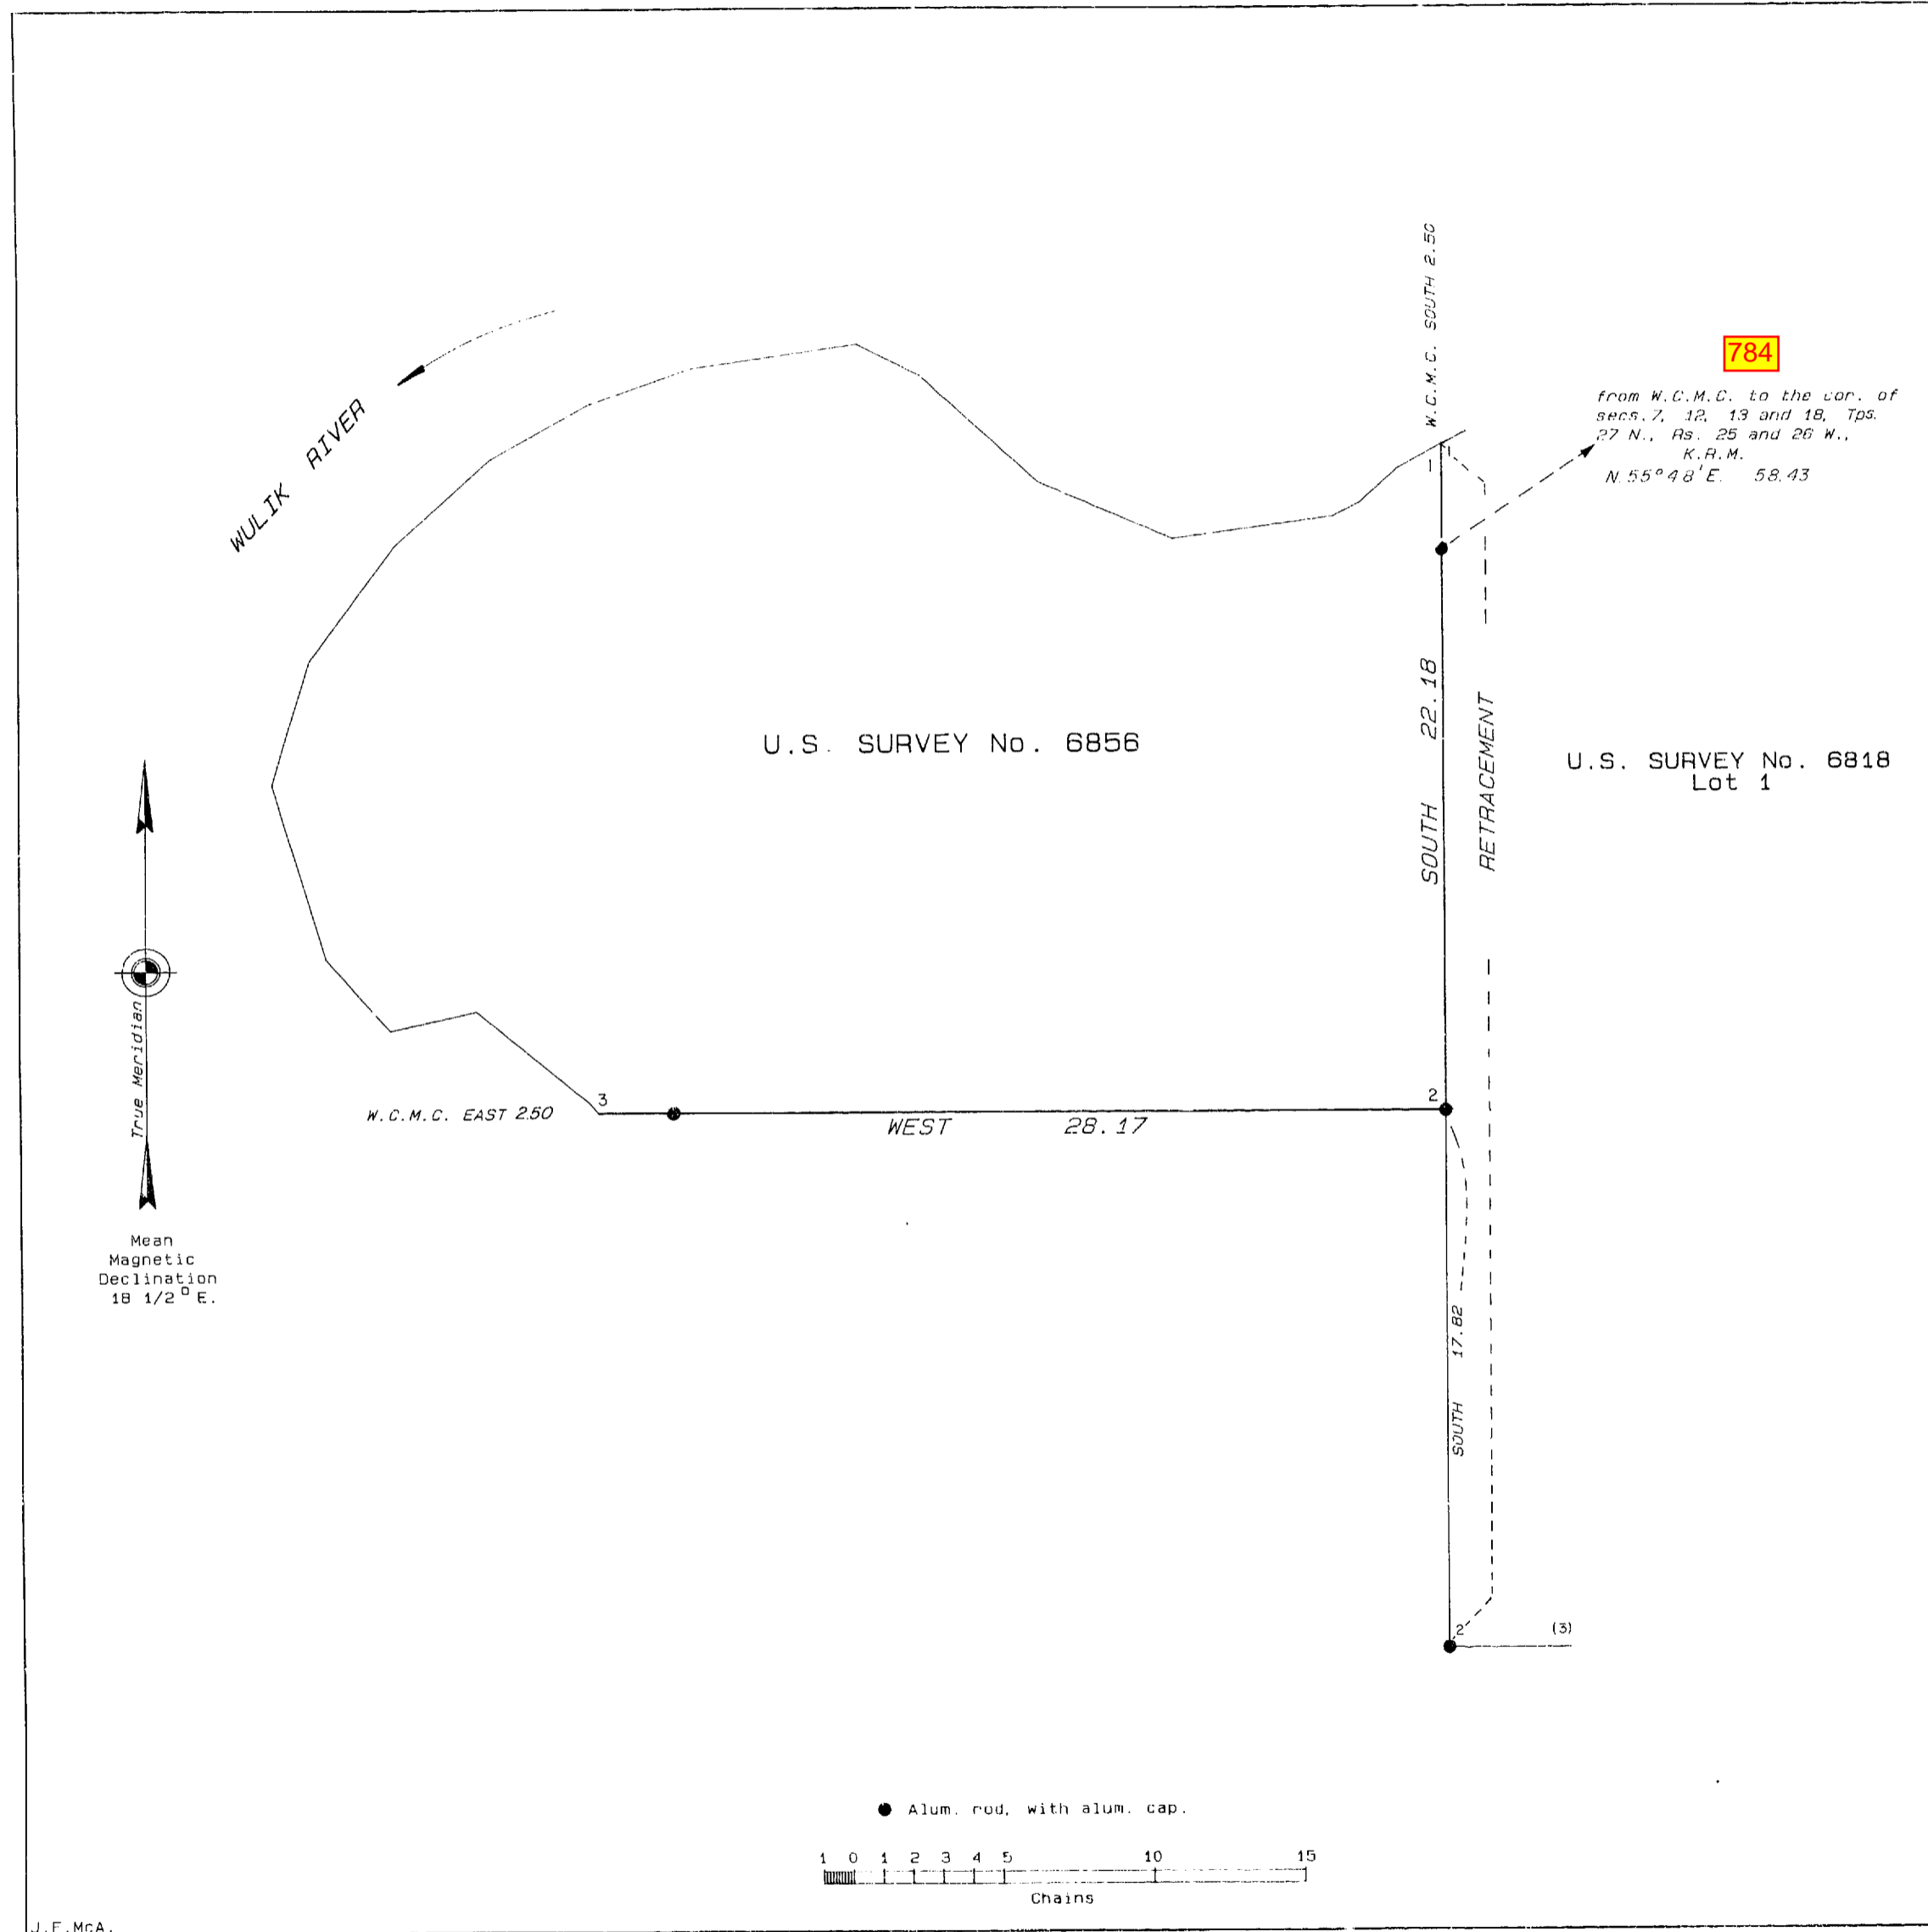 W.C.M.C. SOUTH 2.50
784
from W.C.M.C. to the cor. of
secs. 7, 12, 13 and 18, Tps.
27 N., Rs. 25 and 26 W.,
K.R.M.
N. 55° 48' E. 58.43
WULIK RIVER
1
1
SOUTH 22.18
RETRACEMENT
U.S. SURVEY No. 6856
U.S. SURVEY No. 6818
Lot 1
True Meridian
Mean
Magnetic
Declination
18 1/2° E.
W.C.M.C. EAST 2.50
3
2
WEST 28.17
SOUTH 17.82
2
(3)
Alum. rod, with alum. cap.
1 0 1 2 3 4 5 10 15
Chains
J.F.McA.